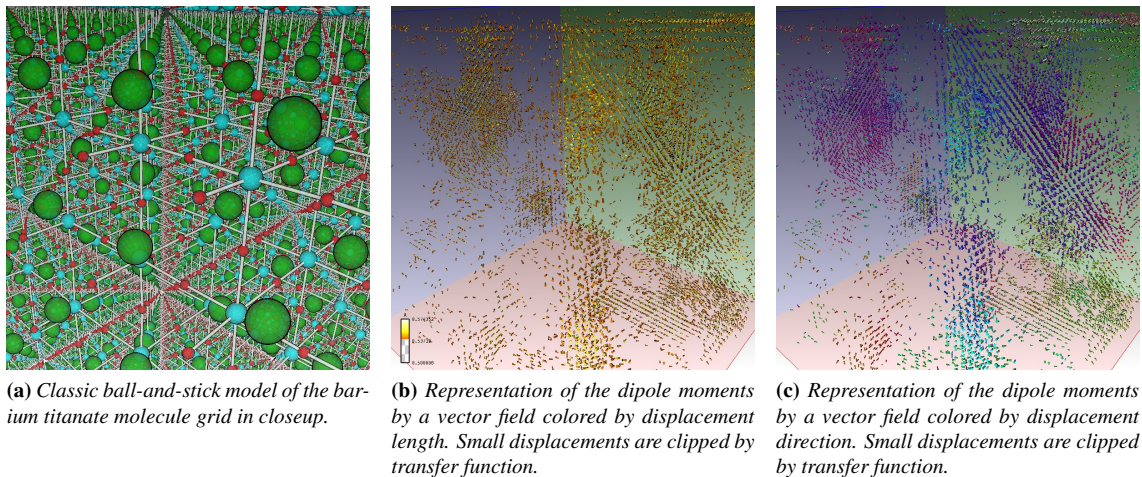 (a) Classic ball-and-stick model of the bar-
ium titanate molecule grid in closeup.
(b) Representation of the dipole moments
by a vector field colored by displacement
length. Small displacements are clipped by
transfer function.
(c) Representation of the dipole moments
by a vector field colored by displacement
direction. Small displacements are clipped
by transfer function.